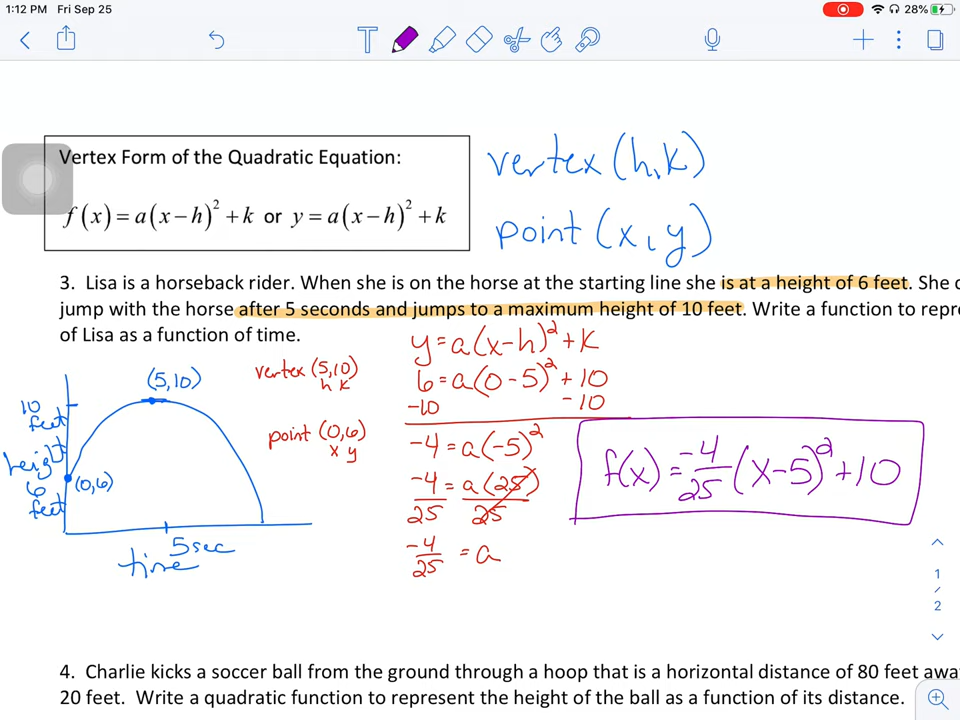 1:12 PM Fri Sep 25
28%
T
Vertex Form of the Quadratic Equation:
f(x) = a(x−h)² + k or y = a(x−h)² + k
vertex (h,k)
point (x,y)
3. Lisa is a horseback rider. When she is on the horse at the starting line she is at a height of 6 feet. She
jump with the horse after 5 seconds and jumps to a maximum height of 10 feet. Write a function to
of Lisa as a function of time.
10
feet
height
6
feet
(5,10)
(0,6)
5sec
time
vertex (5,10)
h k
point (0,6)
x y
y=a(x−h)²+k
6=a(0−5)²+10
−10 −10
−4=a(−5)²
−4=a(25)
25 25
−4/25 = a
f(x)=−4/25(x−5)²+10
1
/
2
4. Charlie kicks a soccer ball from the ground through a hoop that is a horizontal distance of 80 feet
20 feet. Write a quadratic function to represent the height of the ball as a function of its distance.